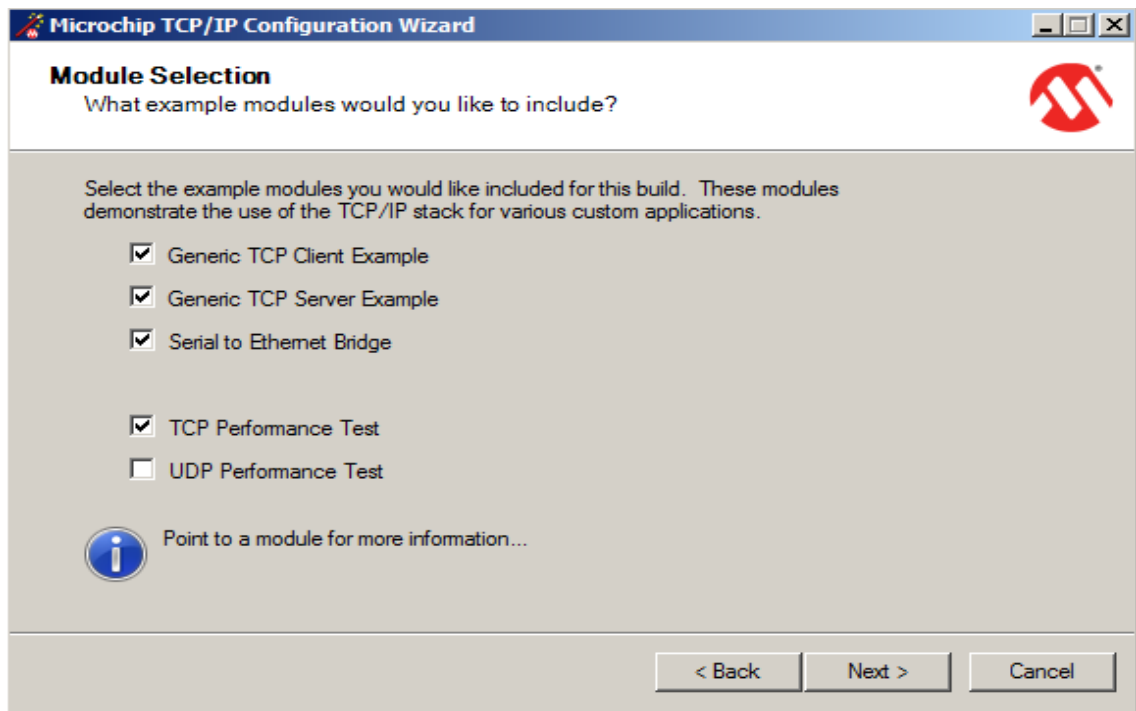 Microchip TCP/IP Configuration Wizard
Module Selection
What example modules would you like to include?
Select the example modules you would like included for this build.  These modules
demonstrate the use of the TCP/IP stack for various custom applications.
Generic TCP Client Example
Generic TCP Server Example
Serial to Ethernet Bridge
TCP Performance Test
UDP Performance Test
Point to a module for more information...
< Back
Next >
Cancel